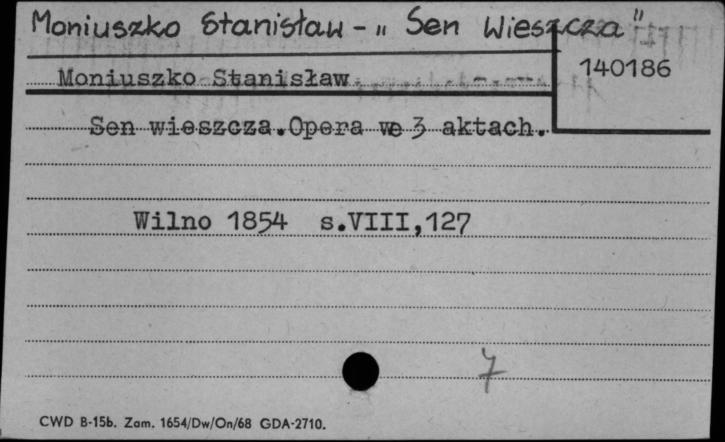 Moniuszko Stanisław - „Sen Wieszcza"
140186
Moniuszko Stanisław
Sen wieszcza.Opera we 3 aktach.
Wilno 1854 s.VIII,127
7
CWD B-15b. Zam. 1654/Dw/On/68 GDA-2710.